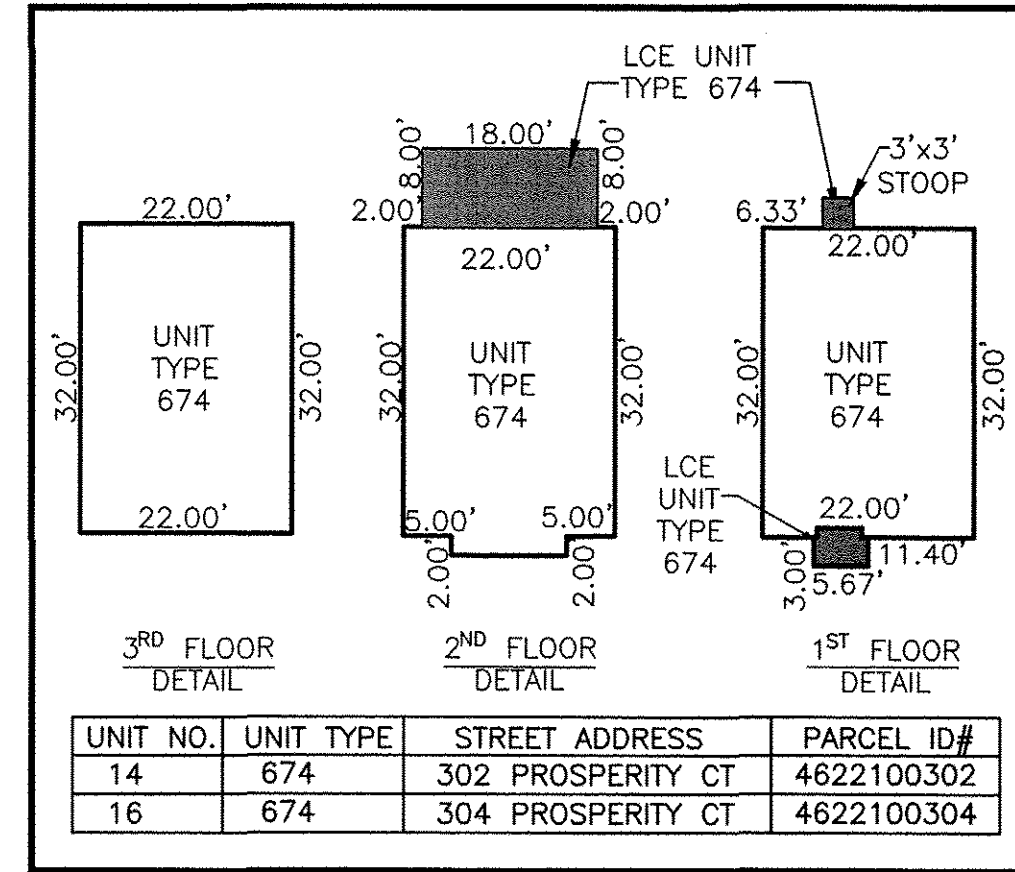 LCE UNIT
TYPE 674
22.00'
32.00'
UNIT
TYPE
674
32.00'
22.00'
3RD FLOOR
DETAIL
18.00'
8.00'
8.00'
2.00'
2.00'
22.00'
32.00'
UNIT
TYPE
674
32.00'
5.00'
5.00'
2.00'
2.00'
2ND FLOOR
DETAIL
3'x3'
STOOP
6.33'
22.00'
32.00'
UNIT
TYPE
674
32.00'
LCE
UNIT
TYPE
674
22.00'
3.00'
5.67'
11.40'
1ST FLOOR
DETAIL
UNIT NO. UNIT TYPE STREET ADDRESS PARCEL ID#
14 674 302 PROSPERITY CT 4622100302
16 674 304 PROSPERITY CT 4622100304